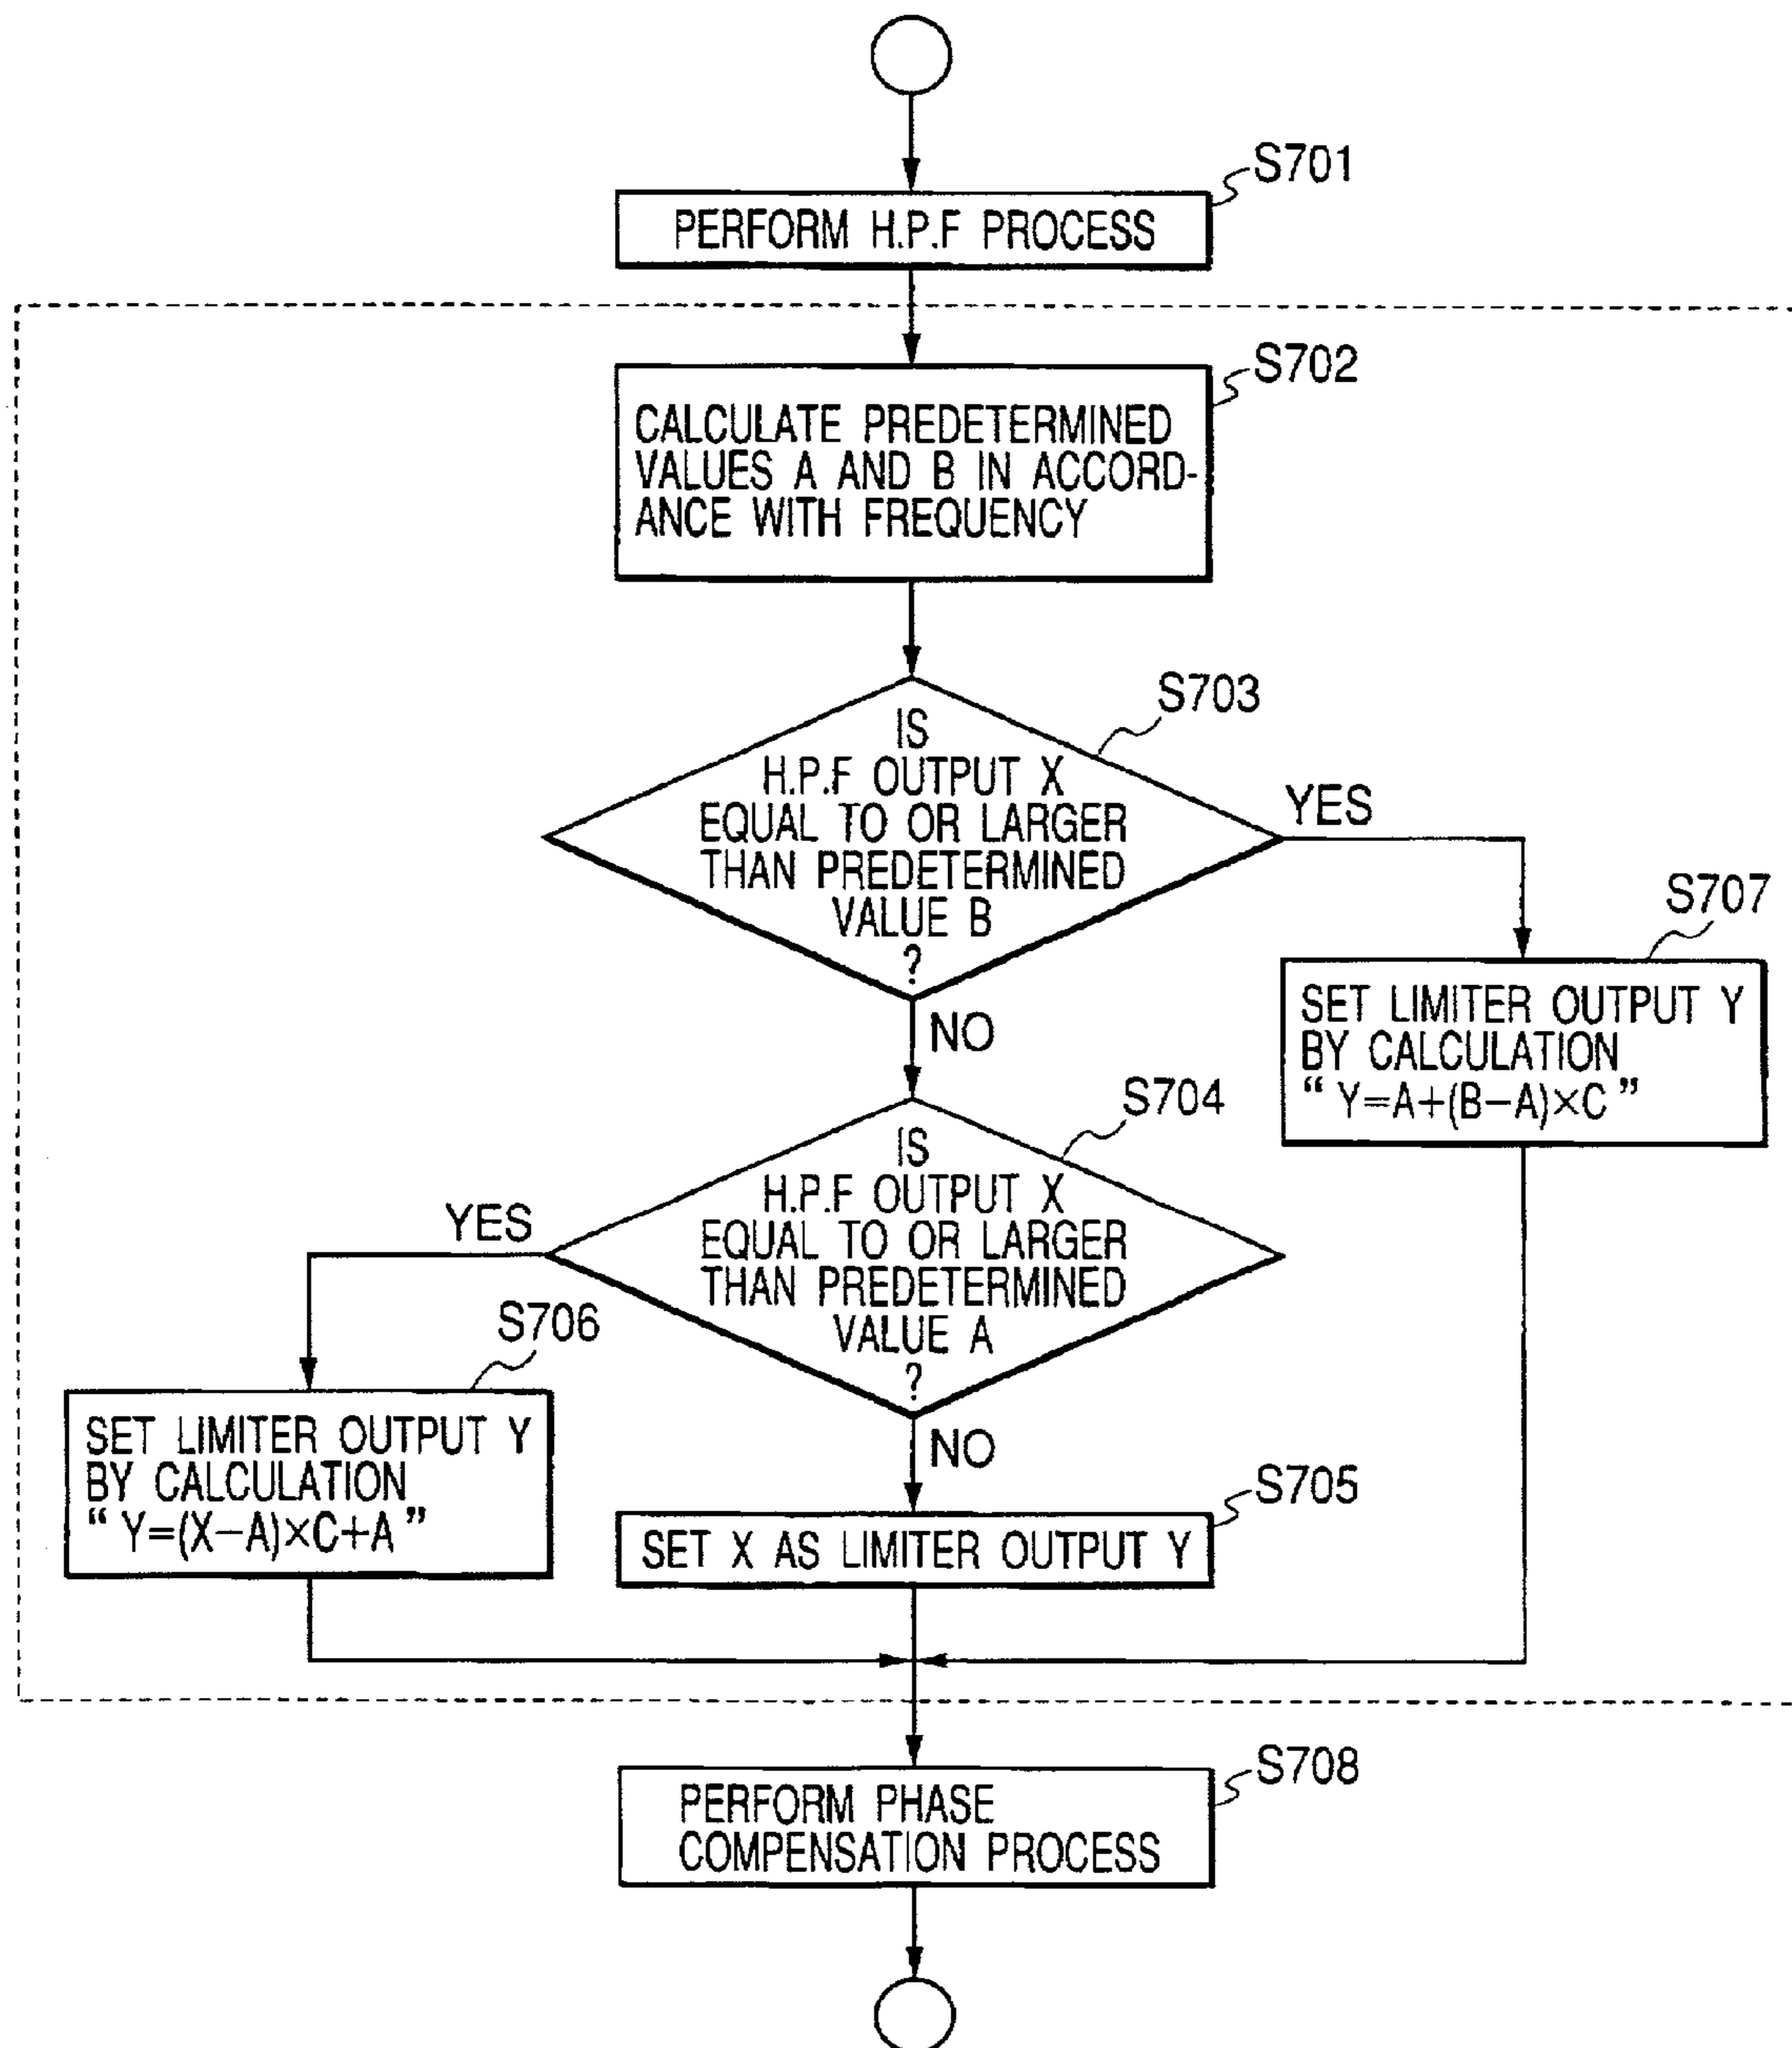 S701
PERFORM H.P.F PROCESS
S702
CALCULATE PREDETERMINED
VALUES A AND B IN ACCORD-
ANCE WITH FREQUENCY
S703
IS
H.P.F OUTPUT X
EQUAL TO OR LARGER
THAN PREDETERMINED
VALUE B
?
YES
NO
S707
SET LIMITER OUTPUT Y
BY CALCULATION
“ Y=A+(B−A)×C ”
S704
IS
H.P.F OUTPUT X
EQUAL TO OR LARGER
THAN PREDETERMINED
VALUE A
?
YES
NO
S706
SET LIMITER OUTPUT Y
BY CALCULATION
“ Y=(X−A)×C+A ”
S705
SET X AS LIMITER OUTPUT Y
S708
PERFORM PHASE
COMPENSATION PROCESS